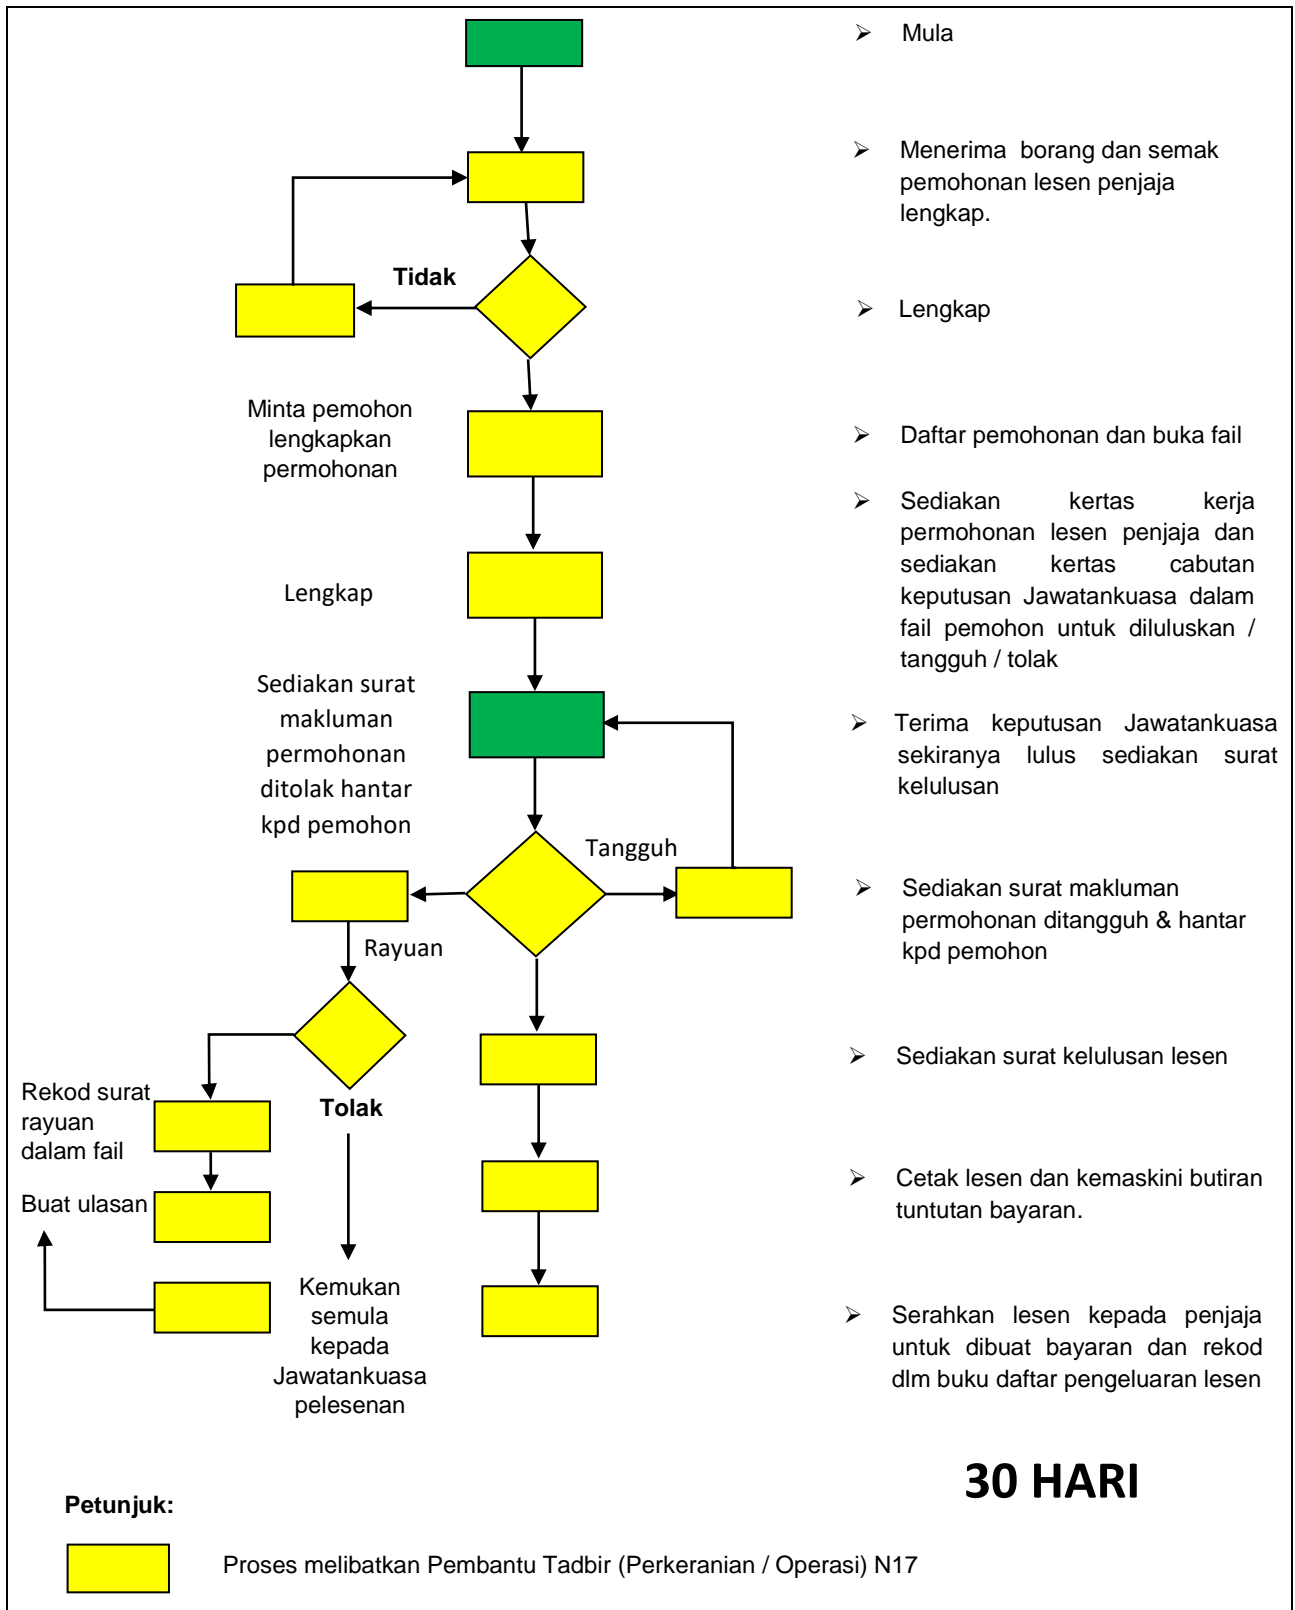 ➢ Mula
➢ Menerima borang dan semak
pemohonan lesen penjaja
lengkap.
Tidak
➢ Lengkap
Minta pemohon
lengkapkan
permohonan
➢ Daftar pemohonan dan buka fail
➢ Sediakan kertas kerja
permohonan lesen penjaja dan
sediakan kertas cabutan
keputusan Jawatankuasa dalam
fail pemohon untuk diluluskan /
tangguh / tolak
Lengkap
Sediakan surat
makluman
permohonan
ditolak hantar
kpd pemohon
➢ Terima keputusan Jawatankuasa
sekiranya lulus sediakan surat
kelulusan
Tangguh
➢ Sediakan surat makluman
permohonan ditangguh & hantar
kpd pemohon
Rayuan
➢ Sediakan surat kelulusan lesen
Rekod surat
rayuan
dalam fail
Tolak
➢ Cetak lesen dan kemaskini butiran
tuntutan bayaran.
Buat ulasan
Kemukan
semula
kepada
Jawatankuasa
pelesenan
➢ Serahkan lesen kepada penjaja
untuk dibuat bayaran dan rekod
dlm buku daftar pengeluaran lesen
30 HARI
Petunjuk:
Proses melibatkan Pembantu Tadbir (Perkeranian / Operasi) N17